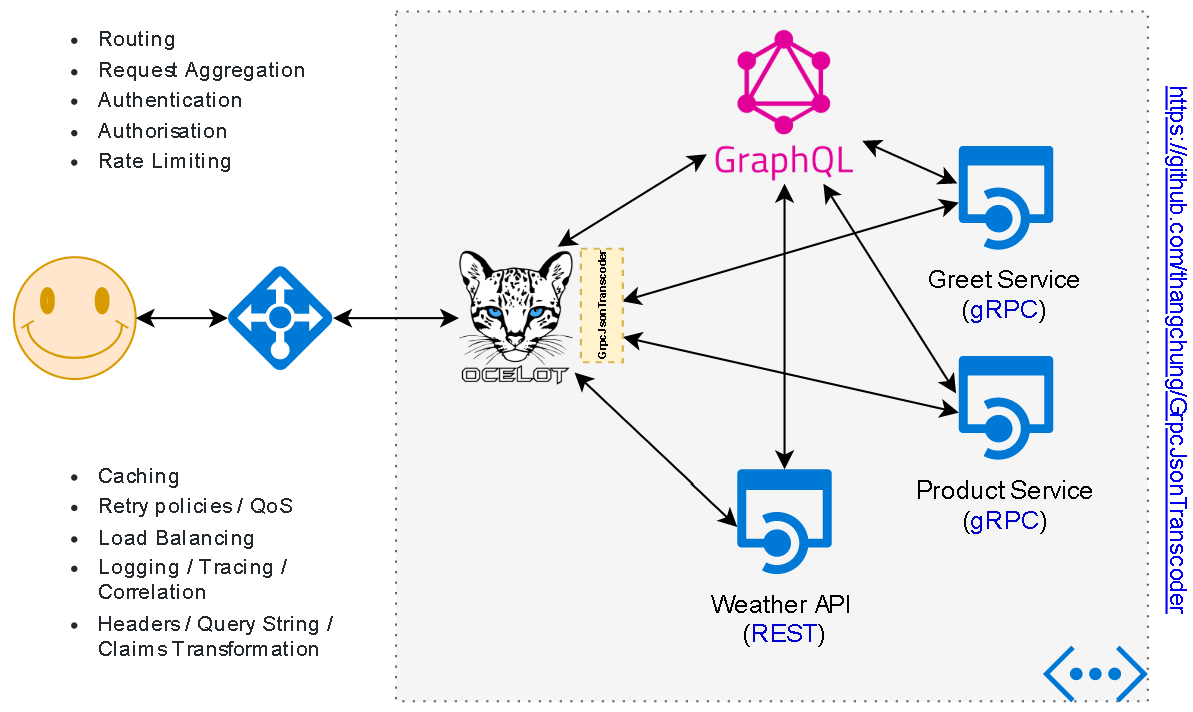 Routing
Request Aggregation
Authentication
Authorisation
Rate Limiting
GraphQL
Greet Service
(gRPC)
GrpcJsonTranscoder
OCELOT
Product Service
(gRPC)
Caching
Retry policies / QoS
Load Balancing
Logging / Tracing /
Correlation
Headers / Query String /
Claims Transformation
Weather API
(REST)
https://github.com/thangchung/GrpcJsonTranscoder